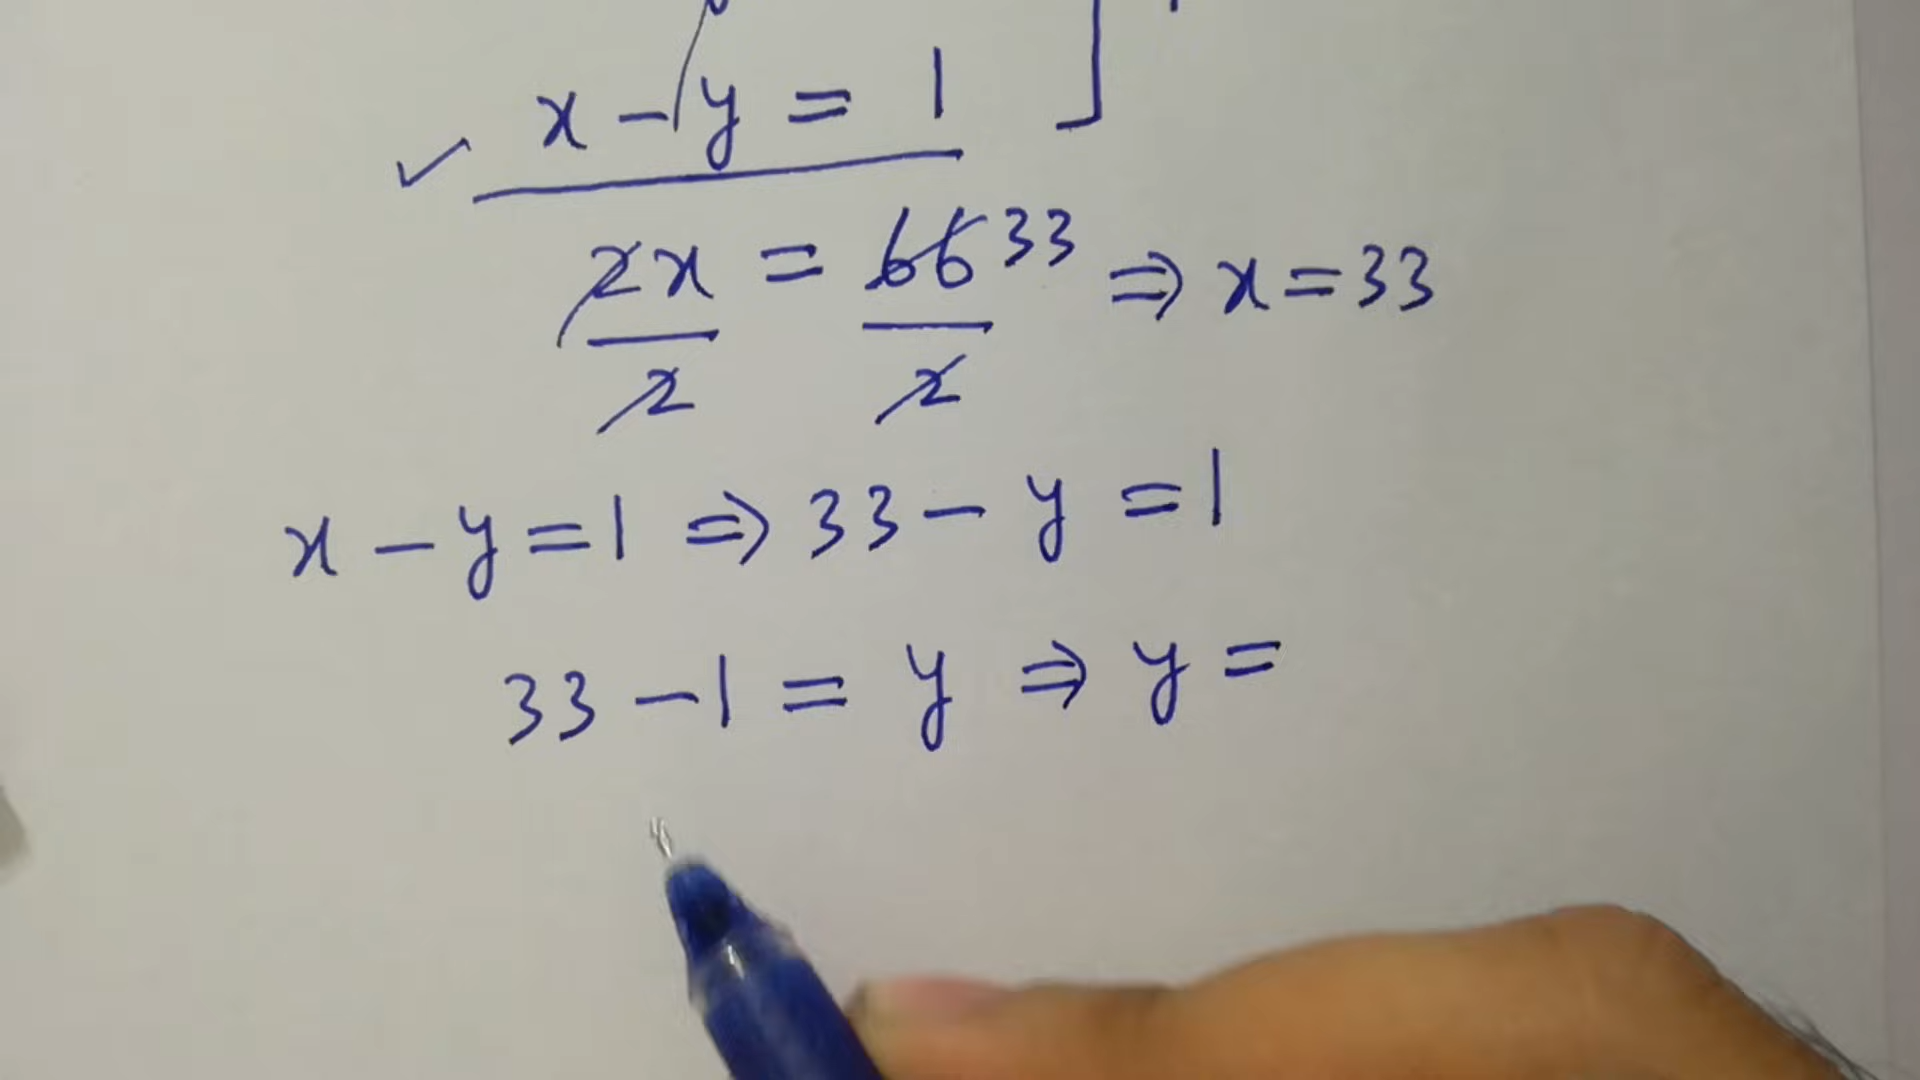 x - y = 1 ]
✓
2x/2 = 66/2 33 ⇒ x = 33
x - y = 1 ⇒ 33 - y = 1
33 - 1 = y ⇒ y =